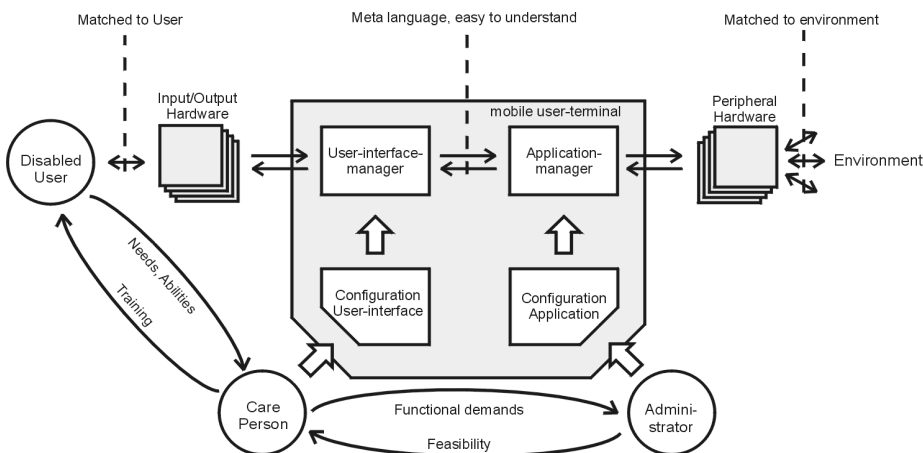 Matched to User
Meta language, easy to understand
Matched to environment
Input/Output
Hardware
mobile user-terminal
Peripheral
Hardware
Disabled
User
User-interface-
manager
Application-
manager
Environment
Needs, Abilities
Training
Configuration
User-interface
Configuration
Application
Care
Person
Functional demands
Feasibility
Admini-
strator